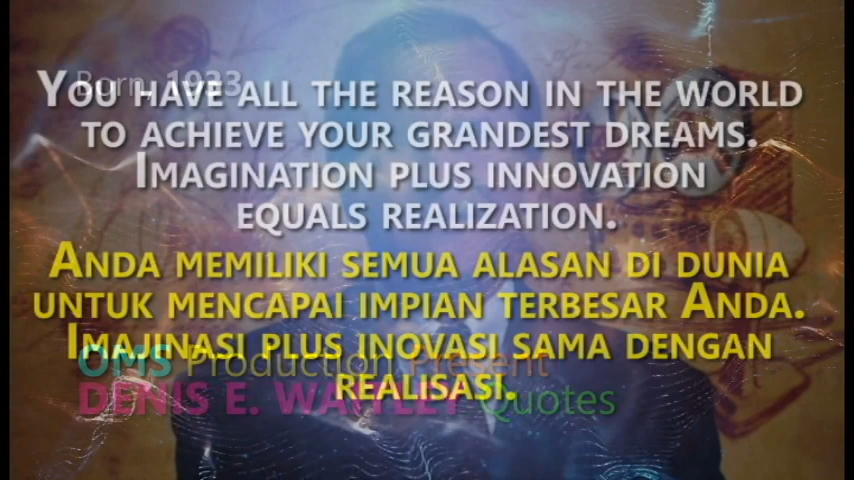 Born, 1933
YOU HAVE ALL THE REASON IN THE WORLD
TO ACHIEVE YOUR GRANDEST DREAMS.
IMAGINATION PLUS INNOVATION
EQUALS REALIZATION.
ANDA MEMILIKI SEMUA ALASAN DI DUNIA
UNTUK MENCAPAI IMPIAN TERBESAR ANDA.
IMAJINASI PLUS INOVASI SAMA DENGAN
REALISASI.
OMS Production Present
DENIS E. WAITLEY Quotes